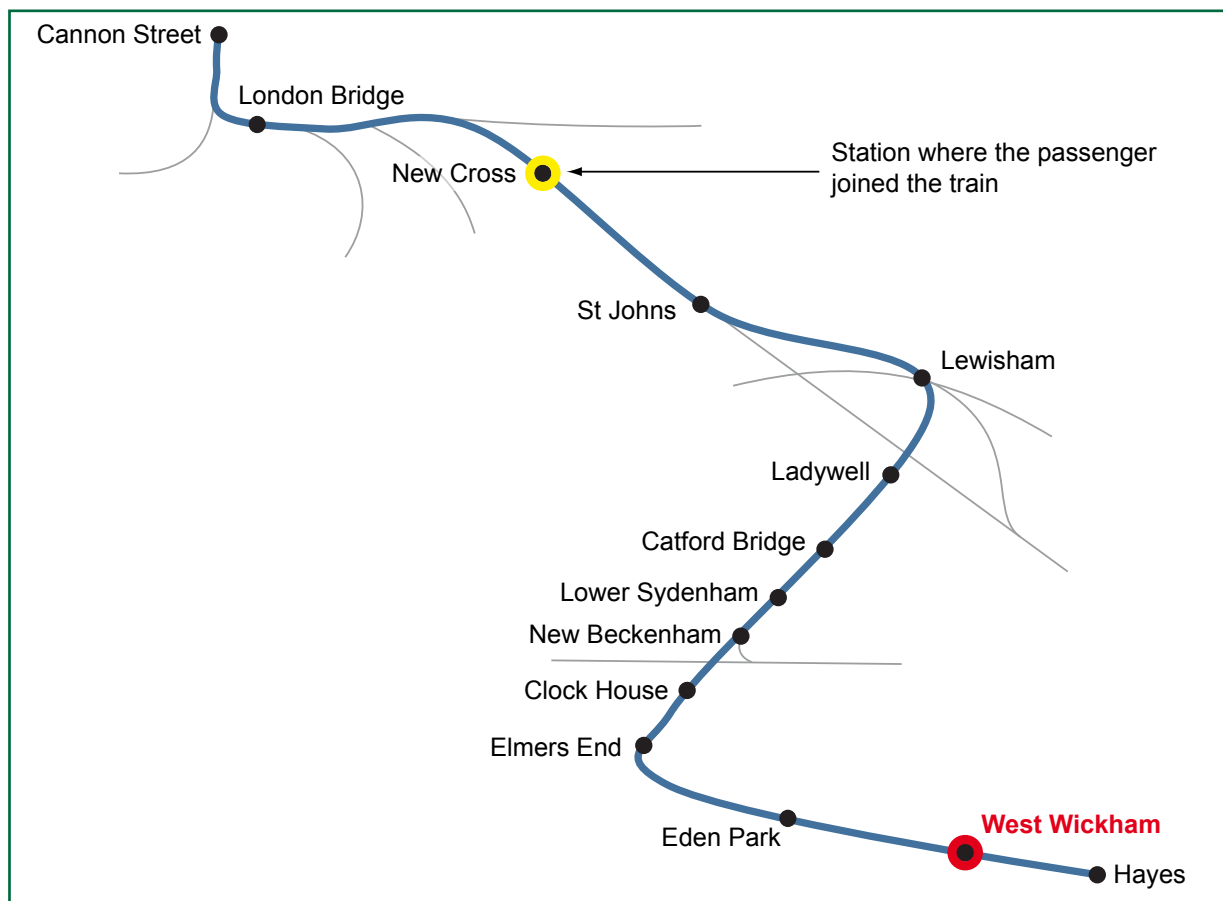 Cannon Street
London Bridge
New Cross
Station where the passenger
joined the train
St Johns
Lewisham
Ladywell
Catford Bridge
Lower Sydenham
New Beckenham
Clock House
Elmers End
Eden Park
West Wickham
Hayes